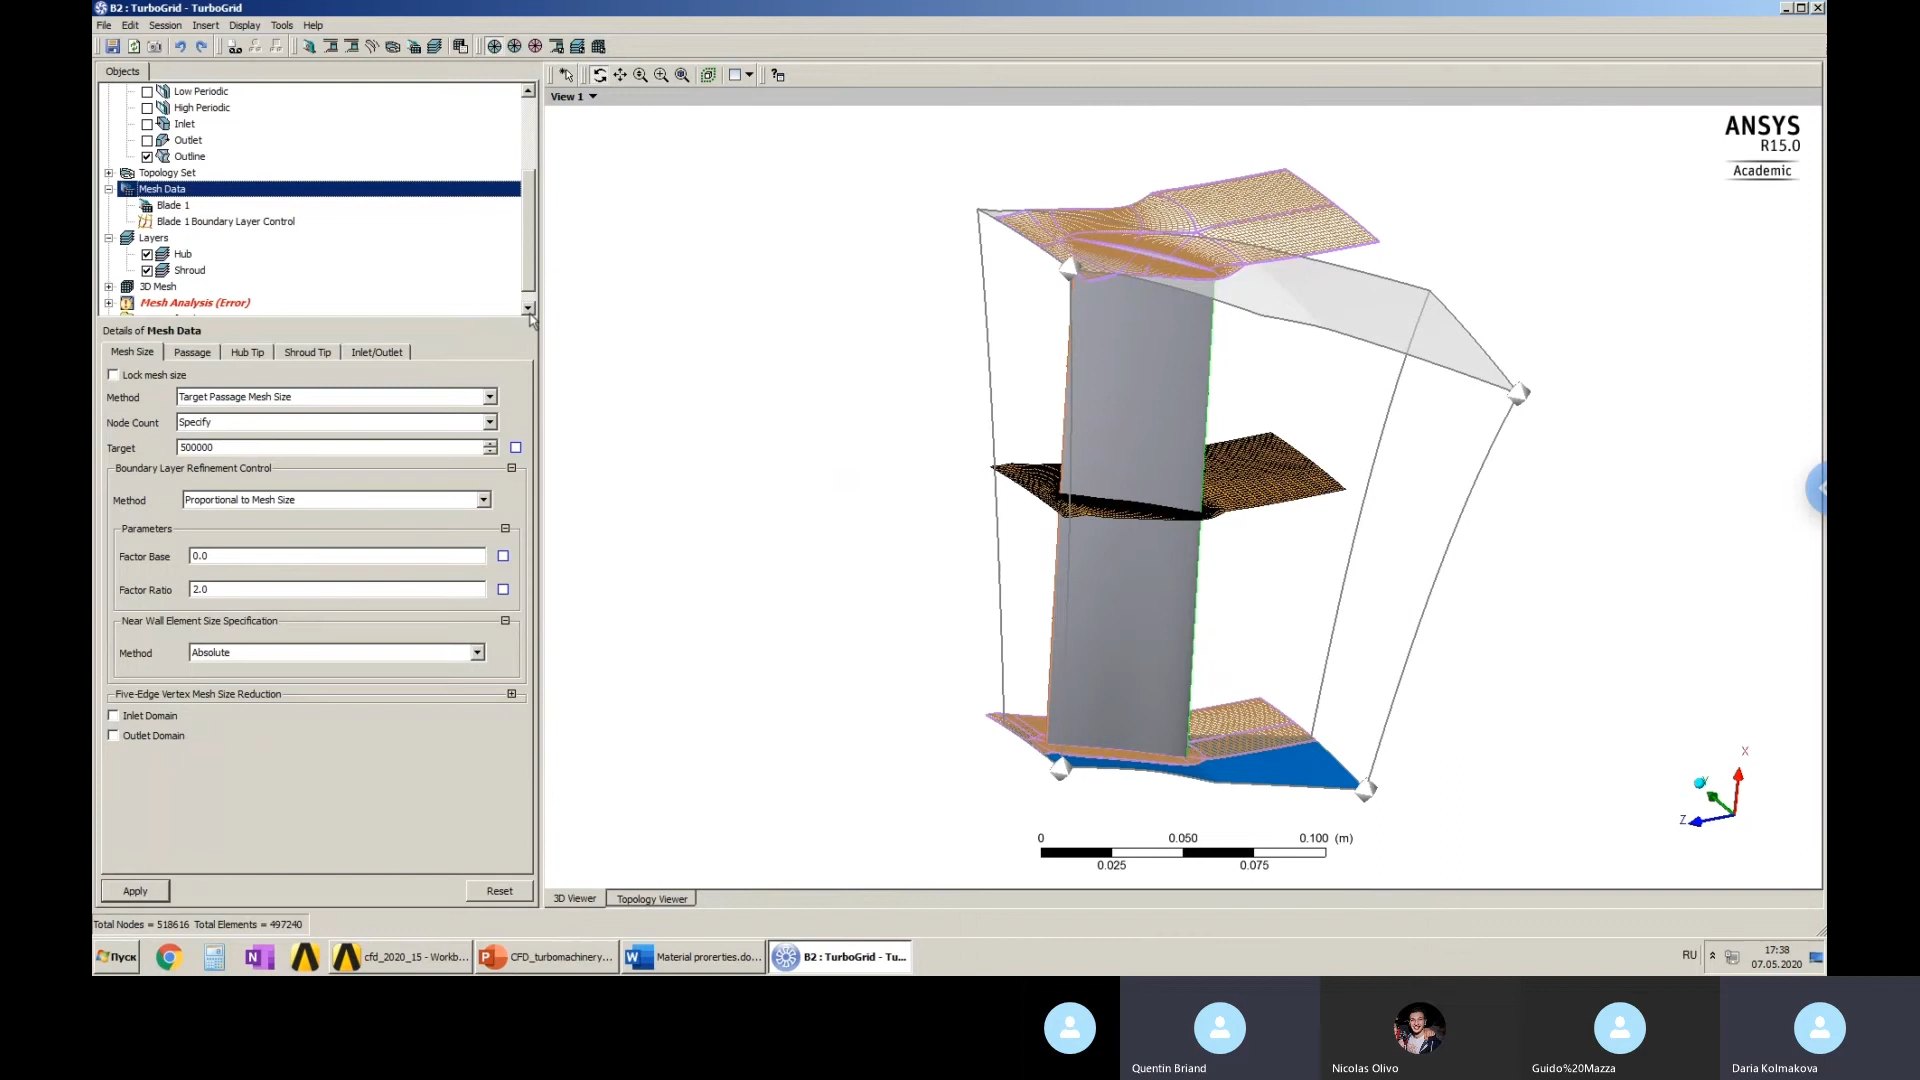 B2 : TurboGrid - TurboGrid
File Edit Session Insert Display Tools Help
Objects
Low Periodic
High Periodic
Inlet
Outlet
Outline
Topology Set
Mesh Data
Blade 1
Blade 1 Boundary Layer Control
Layers
Hub
Shroud
3D Mesh
Mesh Analysis (Error)
Details of Mesh Data
Mesh Size Passage Hub Tip Shroud Tip Inlet/Outlet
Lock mesh size
Method Target Passage Mesh Size
Node Count Specify
Target 500000
Boundary Layer Refinement Control
Method Proportional to Mesh Size
Parameters
Factor Base 0.0
Factor Ratio 2.0
Near Wall Element Size Specification
Method Absolute
Five-Edge Vertex Mesh Size Reduction
Inlet Domain
Outlet Domain
Apply Reset
Total Nodes = 518616 Total Elements = 497240
View 1
ANSYS
R15.0
Academic
X
Y
Z
0 0.050 0.100 (m)
0.025 0.075
3D Viewer Topology Viewer
Пуск
cfd_2020_15 - Workb...
CFD_turbomachinery...
Material prorerties.do...
B2 : TurboGrid - Tu...
RU
17:38
07.05.2020
Quentin Briand
Nicolas Olivo
Guido%20Mazza
Daria Kolmakova